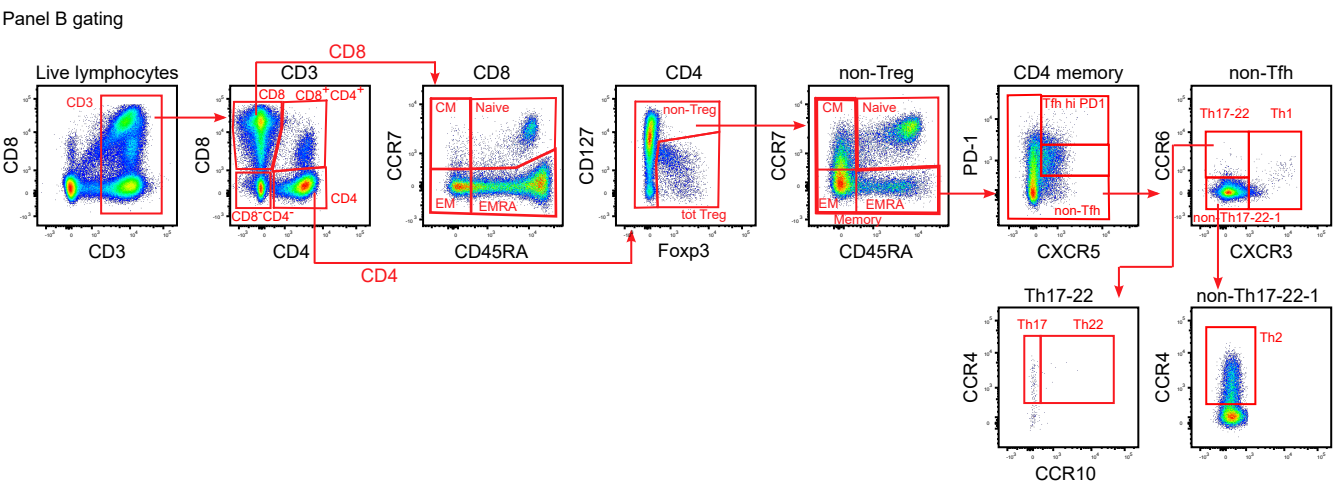 Panel B gating
CD8
Live lymphocytes
CD3
CD8
CD4
non-Treg
CD4 memory
non-Tfh
CD3
CD8
CD8+CD4+
CM
Naive
non-Treg
CM
Naive
Tfh hi PD1
Th17-22
Th1
CD8
CD8
CCR7
CD127
CCR7
PD-1
CCR6
CD4
CD8-CD4-
EM
EMRA
tot Treg
EM
EMRA
Memory
non-Tfh
non-Th17-22-1
CD3
CD4
CD45RA
Foxp3
CD45RA
CXCR5
CXCR3
CD4
Th17-22
non-Th17-22-1
Th17
Th22
Th2
CCR4
CCR4
CCR10